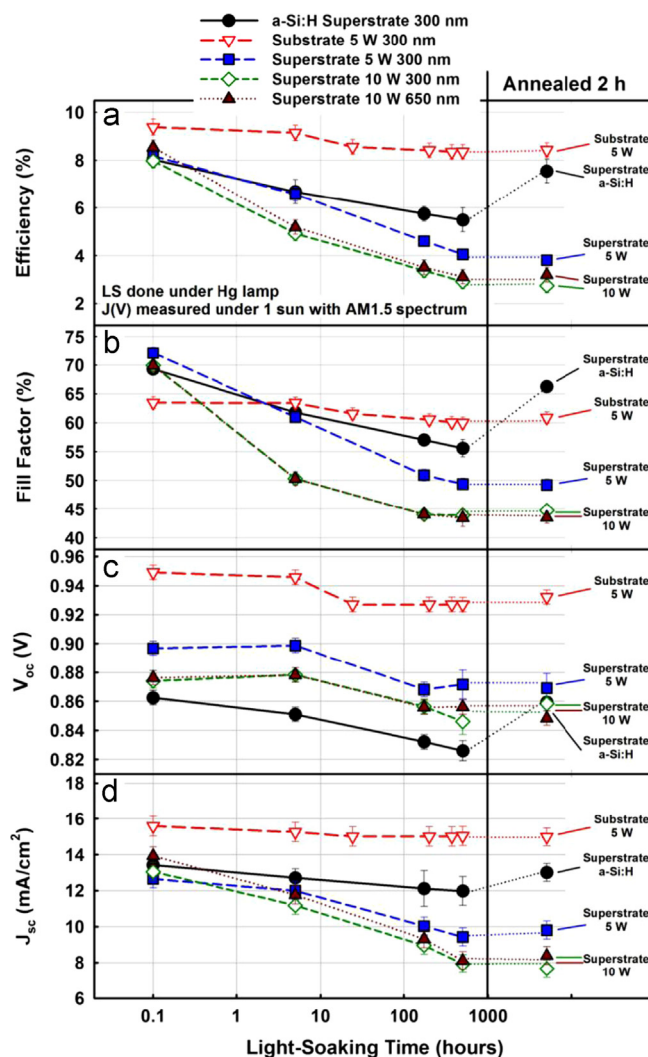 a-Si:H Superstrate 300 nm
Substrate 5 W 300 nm
Superstrate 5 W 300 nm
Superstrate 10 W 300 nm
Superstrate 10 W 650 nm
Annealed 2 h
a
Efficiency (%)
10
8
6
4
2
LS done under Hg lamp
J(V) measured under 1 sun with AM1.5 spectrum
Substrate
5 W
Superstrate
a-Si:H
Superstrate
5 W
Superstrate
10 W
b
Fill Factor (%)
75
70
65
60
55
50
45
40
Superstrate
a-Si:H
Substrate
5 W
Superstrate
5 W
Superstrate
10 W
c
Voc (V)
0.96
0.94
0.92
0.90
0.88
0.86
0.84
0.82
Substrate
5 W
Superstrate
5 W
Superstrate
10 W
Superstrate
a-Si:H
d
Jsc (mA/cm²)
16
14
12
10
8
6
Substrate
5 W
Superstrate
a-Si:H
Superstrate
5 W
Superstrate
10 W
0.1 1 10 100 1000
Light-Soaking Time (hours)